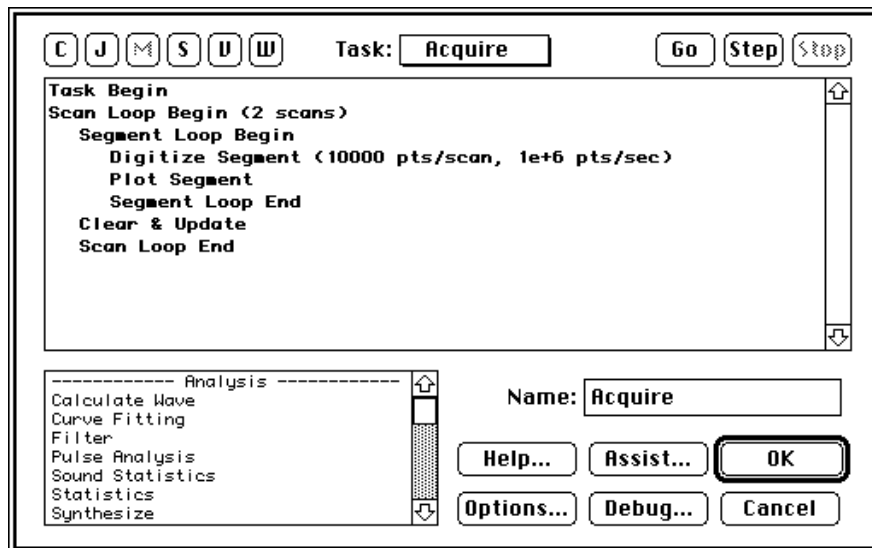 C J M S V W Task: Acquire Go Step Stop
Task Begin
Scan Loop Begin (2 scans)
Segment Loop Begin
Digitize Segment (10000 pts/scan, 1e+6 pts/sec)
Plot Segment
Segment Loop End
Clear & Update
Scan Loop End
------------ Analysis ------------
Calculate Wave
Curve Fitting
Filter
Pulse Analysis
Sound Statistics
Statistics
Synthesize
Name: Acquire
Help... Assist... OK
Options... Debug... Cancel